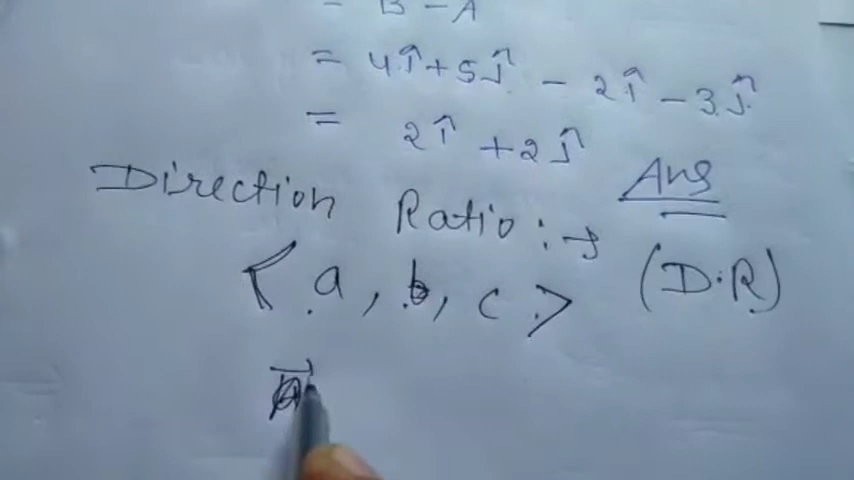 = B - A
= 4î + 5ĵ - 2î - 3ĵ
= 2î + 2ĵ
Ans
Direction Ratio :→
< a, b, c > (D.R)